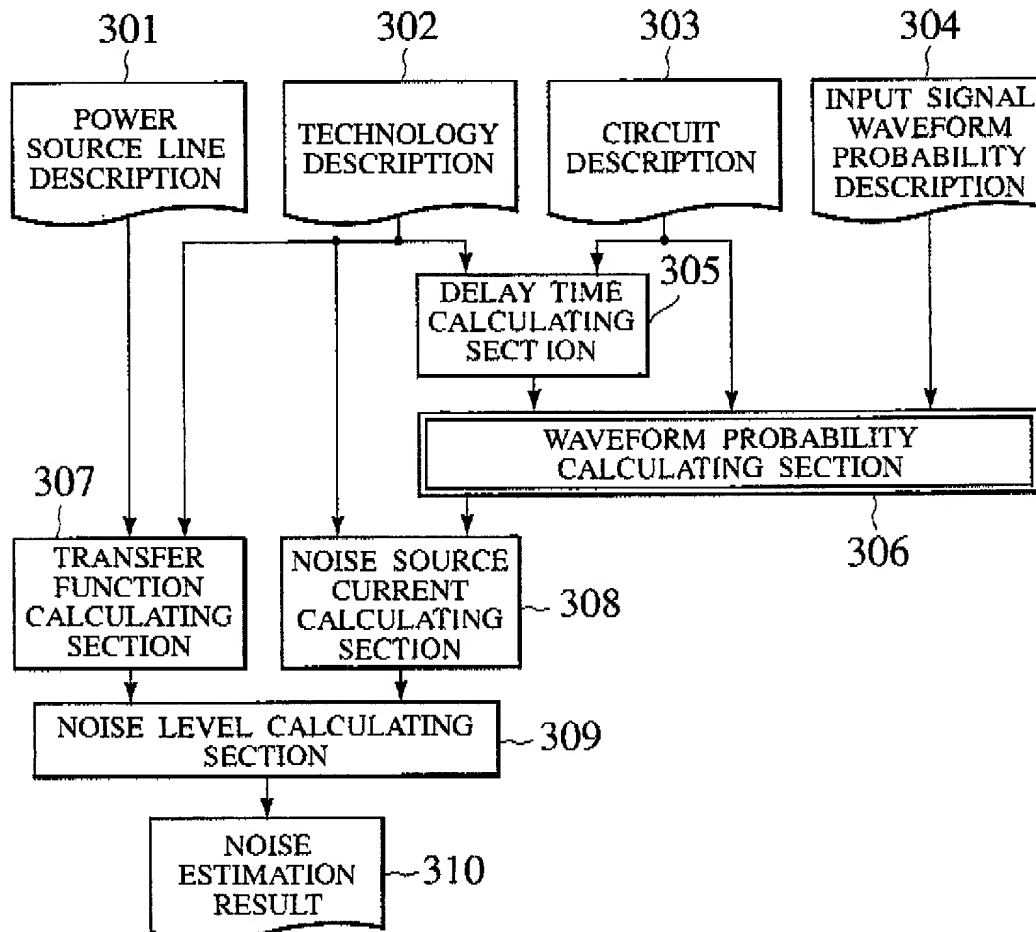 301
302
303
304
POWER
SOURCE LINE
DESCRIPTION
TECHNOLOGY
DESCRIPTION
CIRCUIT
DESCRIPTION
INPUT SIGNAL
WAVEFORM
PROBABILITY
DESCRIPTION
DELAY TIME
CALCULATING
SECTION
305
WAVEFORM PROBABILITY
CALCULATING SECTION
306
307
TRANSFER
FUNCTION
CALCULATING
SECTION
NOISE SOURCE
CURRENT
CALCULATING
SECTION
308
NOISE LEVEL CALCULATING
SECTION
309
NOISE
ESTIMATION
RESULT
310